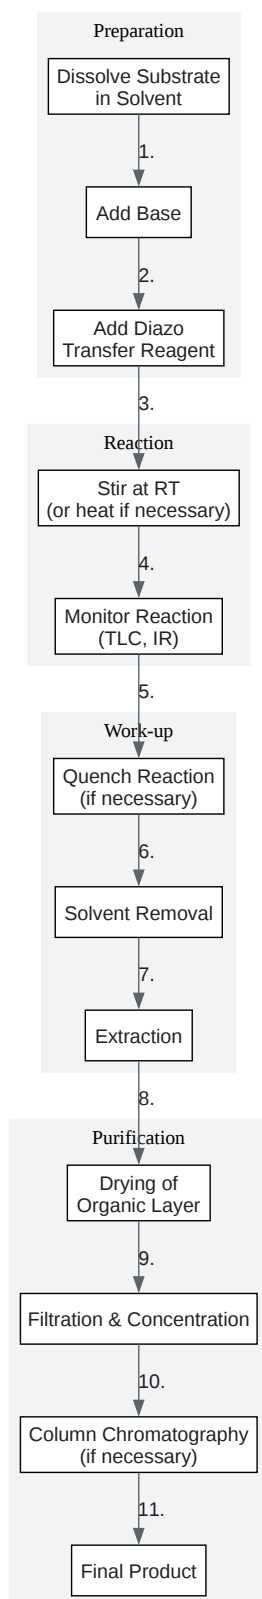 Preparation
Dissolve Substrate
in Solvent
1.
Add Base
2.
Add Diazo
Transfer Reagent
3.
Reaction
Stir at RT
(or heat if necessary)
4.
Monitor Reaction
(TLC, IR)
5.
Work-up
Quench Reaction
(if necessary)
6.
Solvent Removal
7.
Extraction
8.
Purification
Drying of
Organic Layer
9.
Filtration & Concentration
10.
Column Chromatography
(if necessary)
11.
Final Product